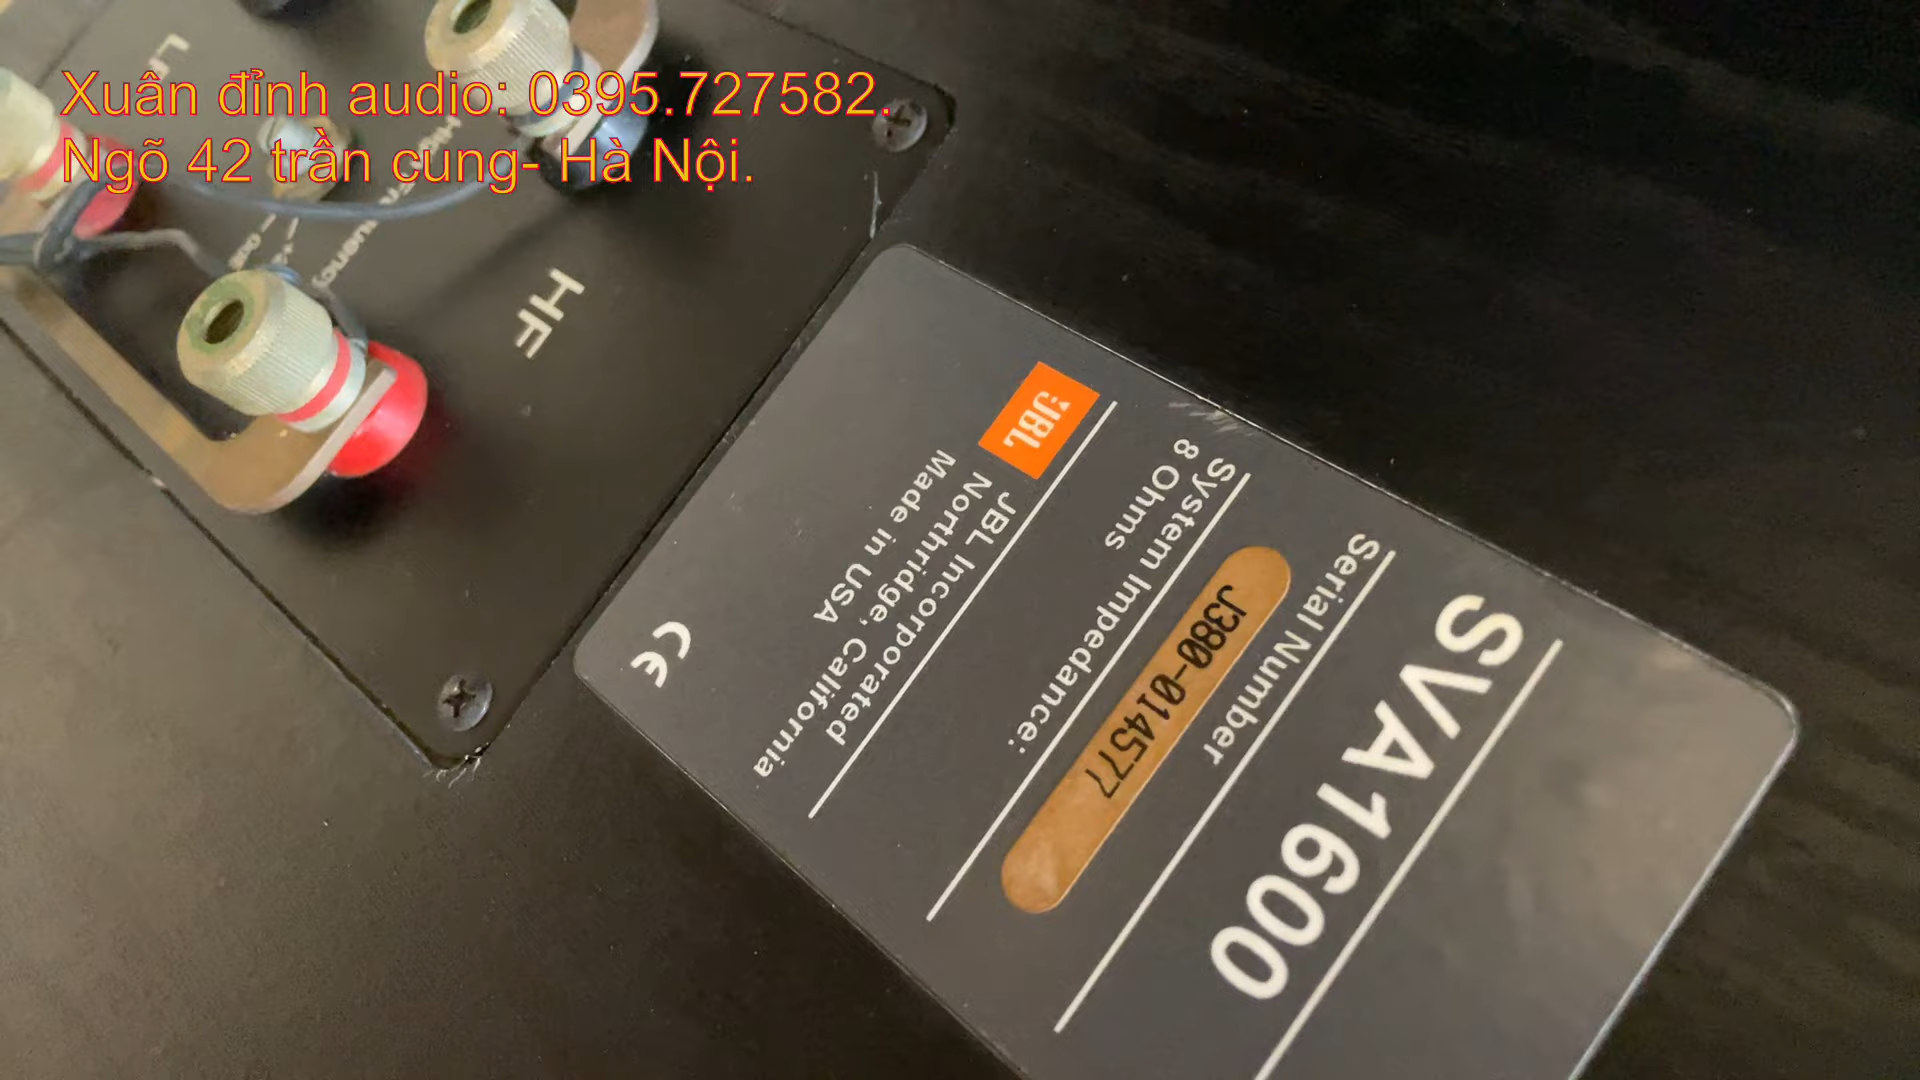 Xuân đỉnh audio: 0395.727582.
Ngõ 42 trần cung- Hà Nội.
HF
SVA1600
Serial Number
J380-014577
System Impedance:
8 Ohms
JBL
JBL Incorporated
Northridge, California
Made in USA
CE